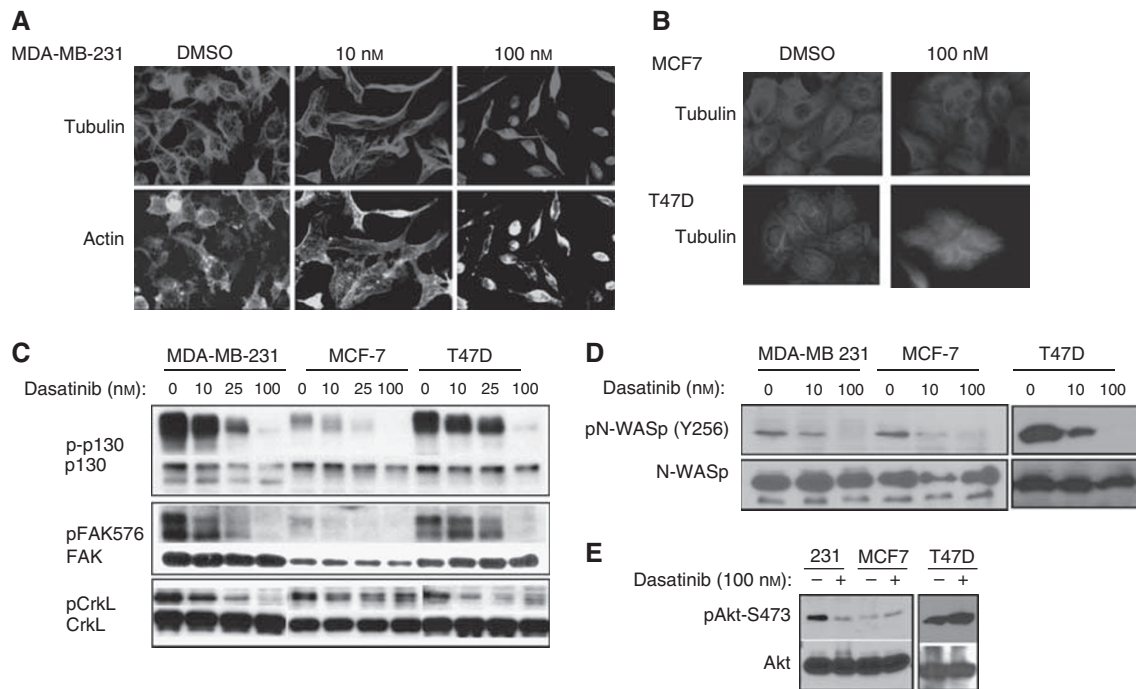 A
MDA-MB-231
DMSO
10 nM
100 nM
Tubulin
Actin
B
MCF7
DMSO
100 nM
Tubulin
T47D
Tubulin
C
MDA-MB-231 MCF-7 T47D
Dasatinib (nM): 0 10 25 100 0 10 25 100 0 10 25 100
p-p130
p130
pFAK576
FAK
pCrkL
CrkL
D
MDA-MB 231 MCF-7 T47D
Dasatinib (nM): 0 10 100 0 10 100 0 10 100
pN-WASp (Y256)
N-WASp
E
231 MCF7 T47D
Dasatinib (100 nM): – + – + – +
pAkt-S473
Akt